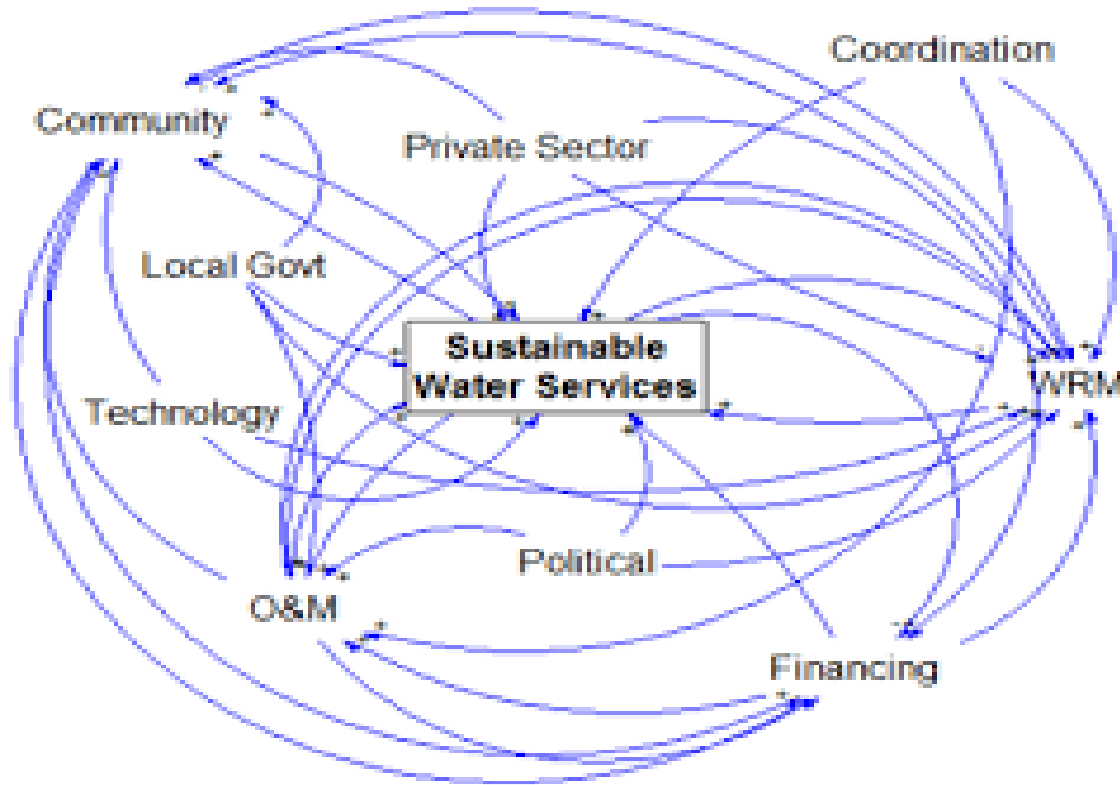 Coordination
Community
Private Sector
Local Govt
Sustainable
Water Services
WRM
Technology
Political
O&M
Financing